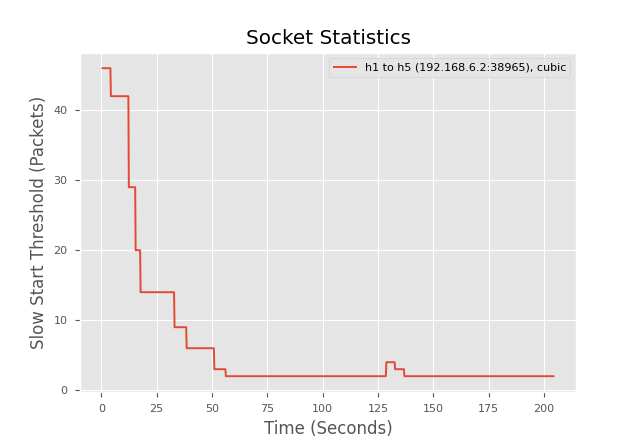 Socket Statistics
h1 to h5 (192.168.6.2:38965), cubic
Slow Start Threshold (Packets)
40
30
20
10
0
0 25 50 75 100 125 150 175 200
Time (Seconds)